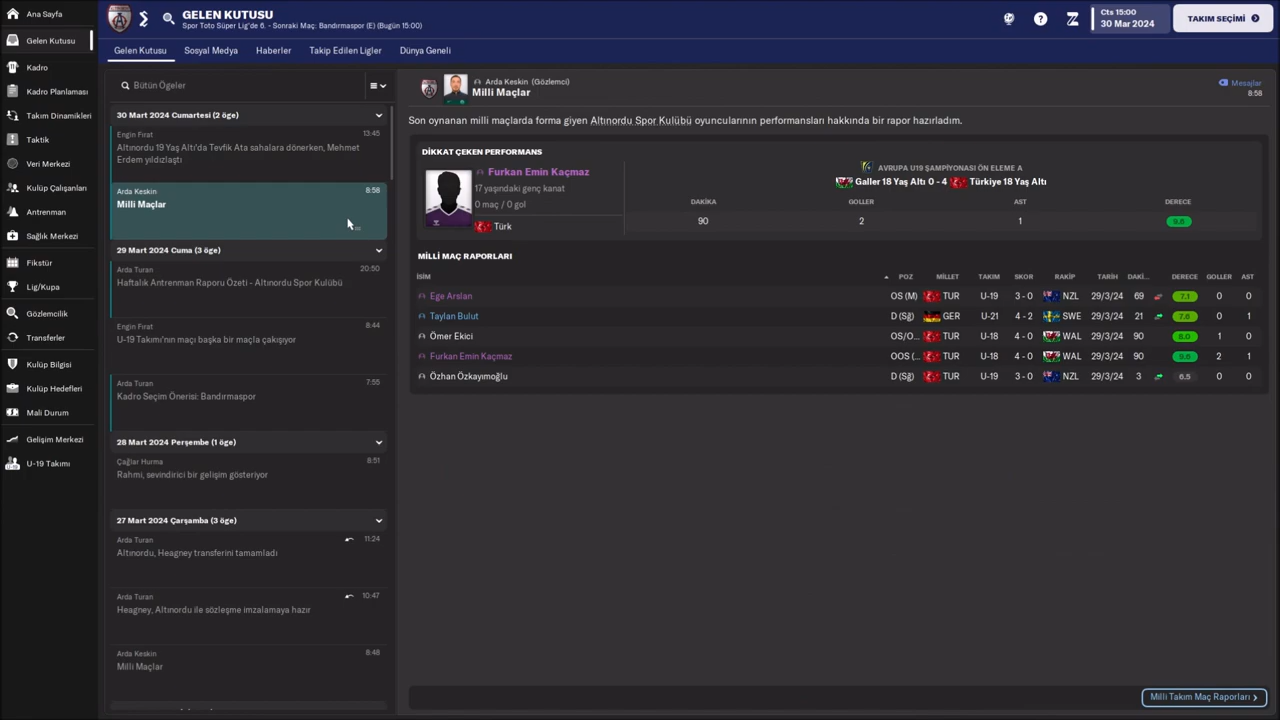 Ana Sayfa
Gelen Kutusu
Kadro
Kadro Planlaması
Takım Dinamikleri
Taktik
Veri Merkezi
Kulüp Çalışanları
Antrenman
Sağlık Merkezi
Fikstür
Lig/Kupa
Gözlemcilik
Transferler
Kulüp Bilgisi
Kulüp Hedefleri
Mali Durum
Gelişim Merkezi
U-19 Takımı
GELEN KUTUSU
Spor Toto Süper Lig'de 6. - Sonraki Maç: Bandırmaspor (E) (Bugün 15:00)
Cts 15:00
30 Mar 2024
TAKIM SEÇİMİ
Gelen Kutusu Sosyal Medya Haberler Takip Edilen Ligler Dünya Geneli
Bütün Ögeler
30 Mart 2024 Cumartesi (2 öge)
Engin Fırat 13:45
Altınordu 19 Yaş Altı'da Tevfik Ata sahalara dönerken, Mehmet
Erdem yıldızlaştı
Arda Keskin 8:58
Milli Maçlar
29 Mart 2024 Cuma (3 öge)
Arda Turan 20:50
Haftalık Antrenman Raporu Özeti - Altınordu Spor Kulübü
Engin Fırat 8:44
U-19 Takımı'nın maçı başka bir maçla çakışıyor
Arda Turan 7:55
Kadro Seçim Önerisi: Bandırmaspor
28 Mart 2024 Perşembe (1 öge)
Çağlar Hurma 8:51
Rahmi, sevindirici bir gelişim gösteriyor
27 Mart 2024 Çarşamba (3 öge)
Arda Turan 11:24
Altınordu, Heagney transferini tamamladı
Arda Turan 10:47
Heagney, Altınordu ile sözleşme imzalamaya hazır
Arda Keskin 8:48
Milli Maçlar
Arda Keskin (Gözlemci)
Milli Maçlar
Mesajlar
8:58
Son oynanan milli maçlarda forma giyen Altınordu Spor Kulübü oyuncularının performansları hakkında bir rapor hazırladım.
DİKKAT ÇEKEN PERFORMANS
Furkan Emin Kaçmaz
17 yaşındaki genç kanat
0 maç / 0 gol
Türk
AVRUPA U19 ŞAMPİYONASI ÖN ELEME A
Galler 18 Yaş Altı 0 - 4 Türkiye 18 Yaş Altı
DAKİKA GOLLER AST DERECE
90 2 1 9.6
MİLLİ MAÇ RAPORLARI
İSİM POZ MİLLET TAKIM SKOR RAKİP TARİH DAKİ... DERECE GOLLER AST
Ege Arslan OS (M) TUR U-19 3 - 0 NZL 29/3/24 69 7.1 0 0
Taylan Bulut D (Sğ) GER U-21 4 - 2 SWE 29/3/24 21 7.6 0 1
Ömer Ekici OS/O... TUR U-18 4 - 0 WAL 29/3/24 90 8.0 1 0
Furkan Emin Kaçmaz OOS (... TUR U-18 4 - 0 WAL 29/3/24 90 9.6 2 1
Özhan Özkayımoğlu D (Sğ) TUR U-19 3 - 0 NZL 29/3/24 3 6.5 0 0
Milli Takım Maç Raporları